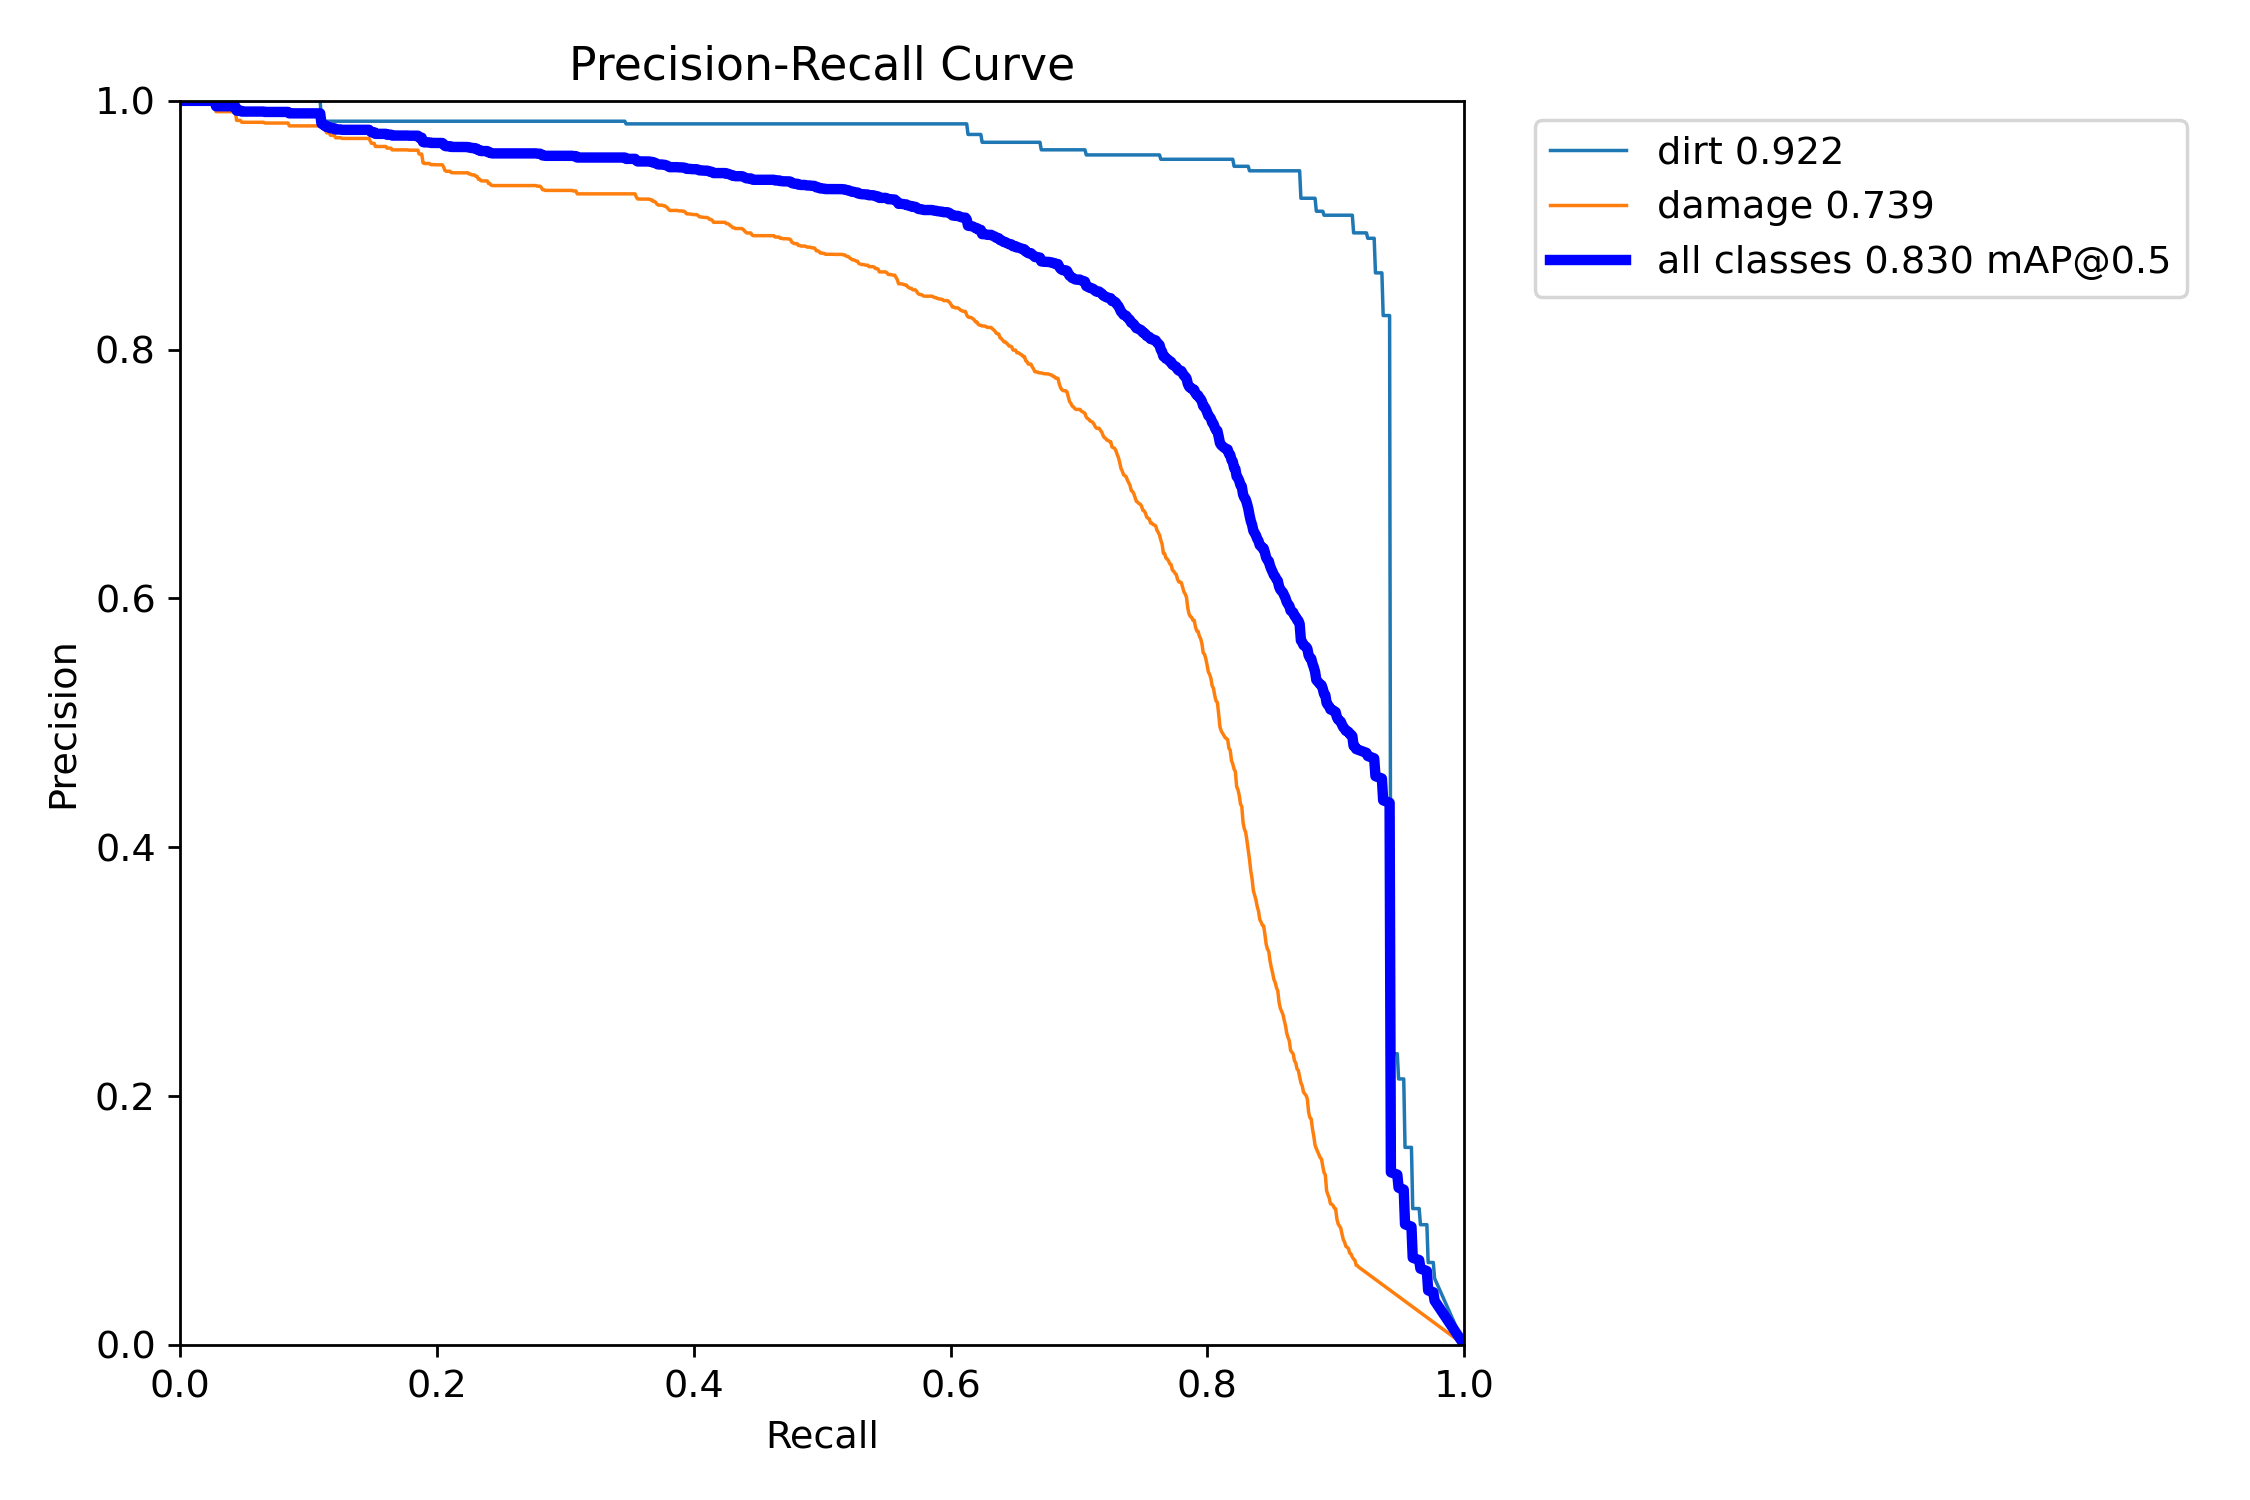 Precision-Recall Curve
1.0
0.8
0.6
0.4
0.2
0.0
Precision
0.0 0.2 0.4 0.6 0.8 1.0
Recall
dirt 0.922
damage 0.739
all classes 0.830 mAP@0.5